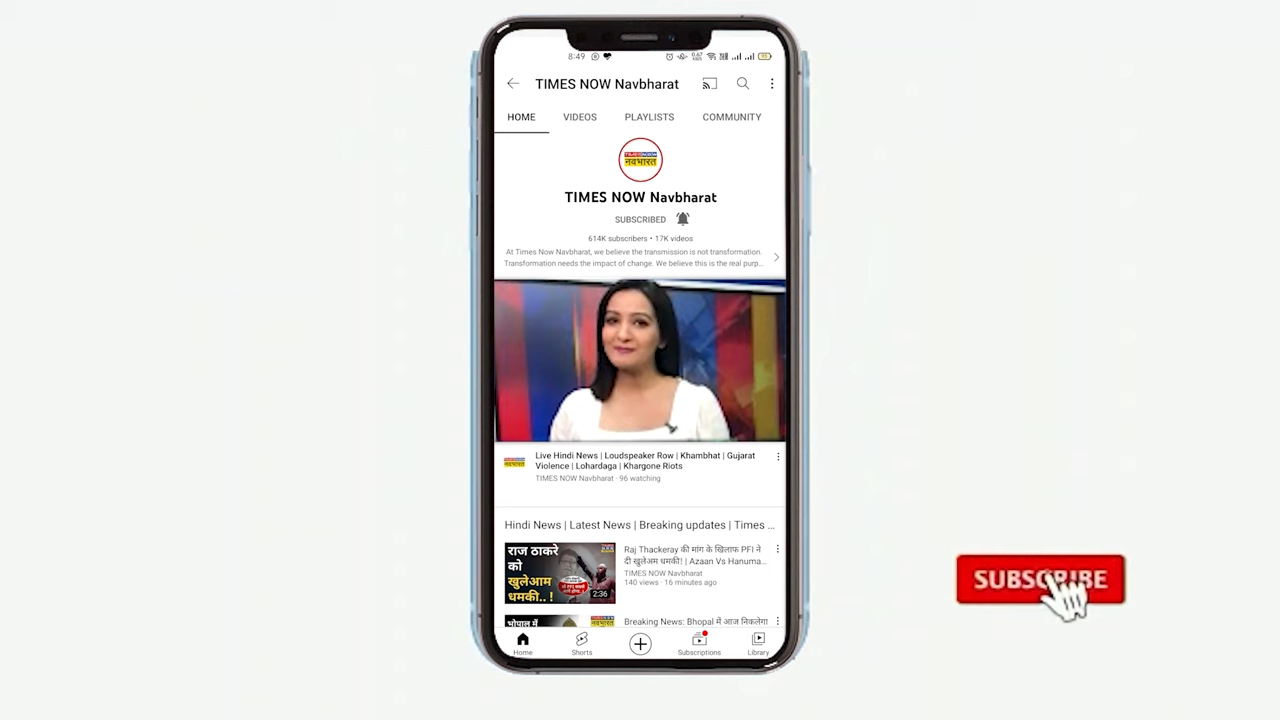 8:49
TIMES NOW Navbharat
HOME VIDEOS PLAYLISTS COMMUNITY
TIMES NOW
नवभारत
TIMES NOW Navbharat
SUBSCRIBED
614K subscribers • 17K videos
At Times Now Navbharat, we believe the transmission is not transformation.
Transformation needs the impact of change. We believe this is the real purp...
नवभारत
Live Hindi News | Loudspeaker Row | Khambhat | Gujarat
Violence | Lohardaga | Khargone Riots
TIMES NOW Navbharat · 96 watching
Hindi News | Latest News | Breaking updates | Times ...
राज ठाकरे
को
खुलेआम
धमकी.. !
2:36
Raj Thackeray की मांग के खिलाफ PFI ने
दी खुलेआम धमकी! | Azaan Vs Hanuma...
TIMES NOW Navbharat
140 views · 16 minutes ago
भोपाल में
Breaking News: Bhopal में आज निकलेगा
Home Shorts Subscriptions Library
SUBSCRIBE